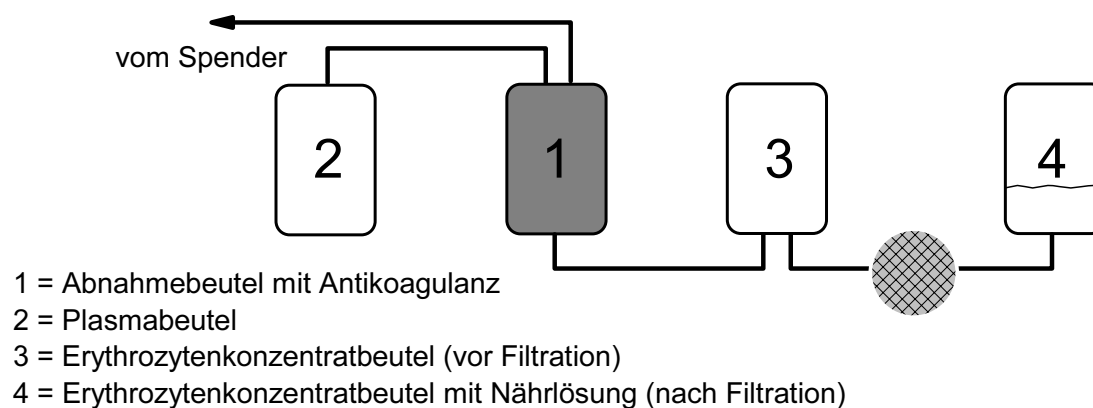 vom Spender
2 1 3 4
1 = Abnahmebeutel mit Antikoagulanz
2 = Plasmabeutel
3 = Erythrozytenkonzentratbeutel (vor Filtration)
4 = Erythrozytenkonzentratbeutel mit Nährlösung (nach Filtration)